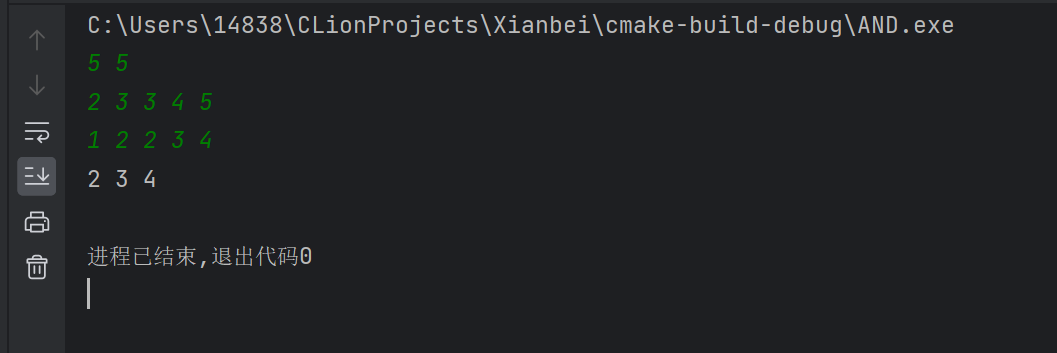 C:\Users\14838\CLionProjects\Xianbei\cmake-build-debug\AND.exe
5 5
2 3 3 4 5
1 2 2 3 4
2 3 4
进程已结束,退出代码0